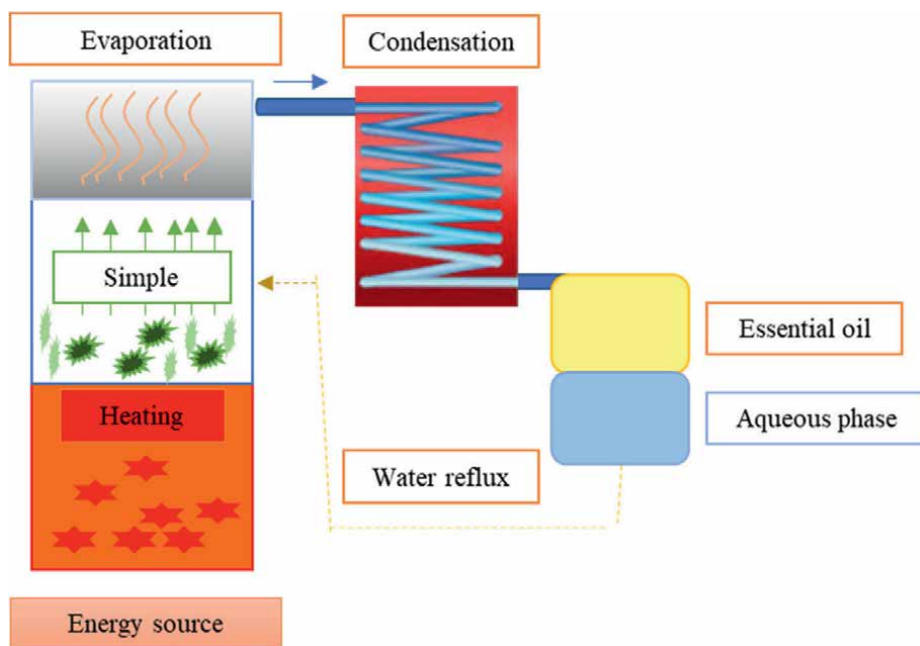 Evaporation
Condensation
Simple
Essential oil
Heating
Aqueous phase
Water reflux
Energy source